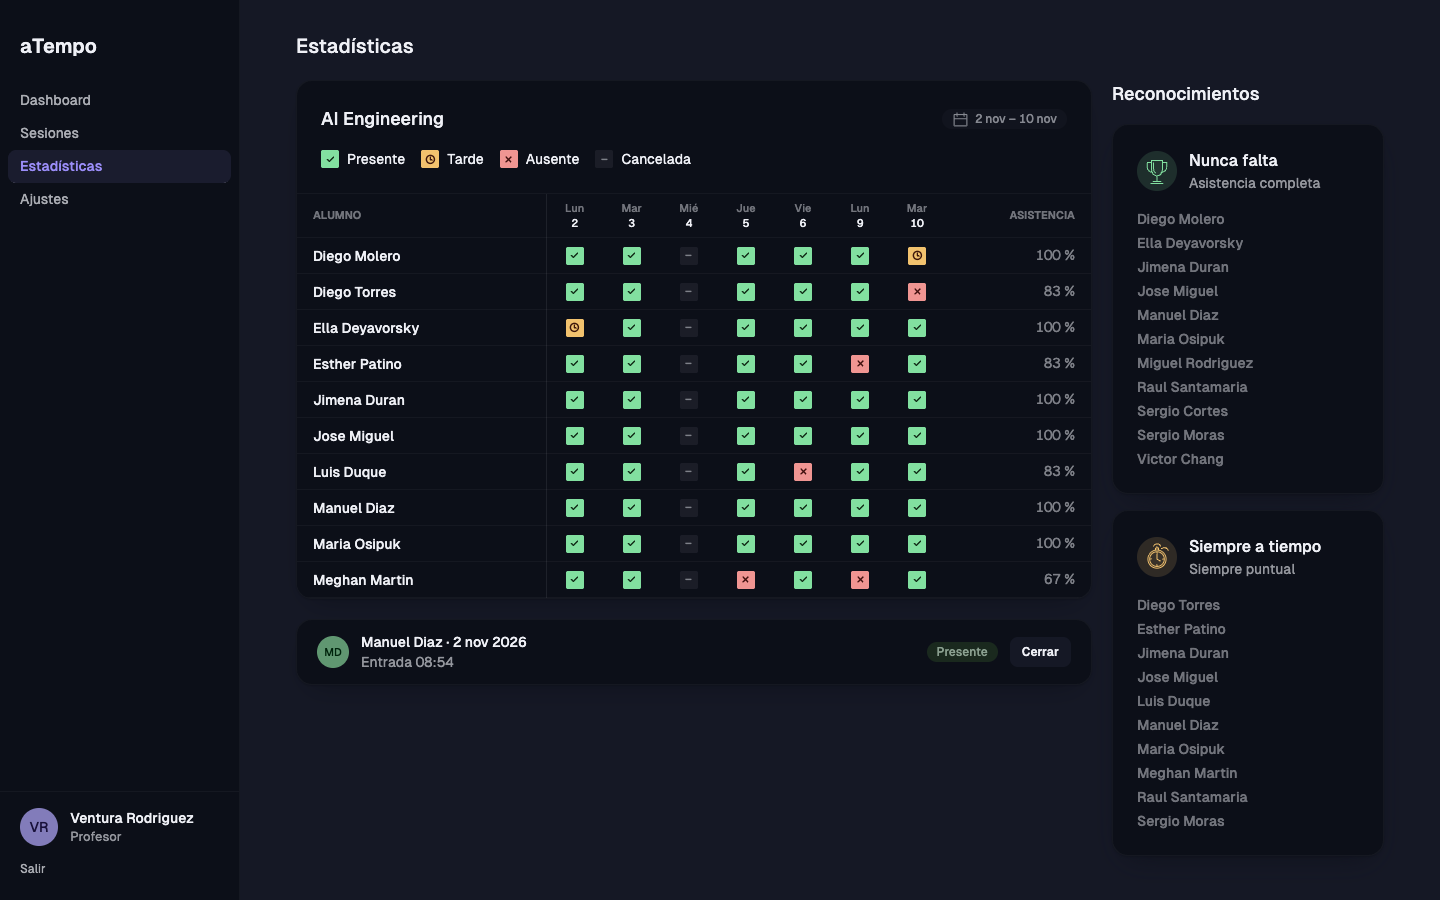 aTempo
Dashboard
Sesiones
Estadísticas
Ajustes
Ventura Rodriguez
VR
Profesor
Salir
Estadísticas
AI Engineering
2 nov – 10 nov
Presente Tarde Ausente Cancelada
ALUMNO Lun 2 Mar 3 Mié 4 Jue 5 Vie 6 Lun 9 Mar 10 ASISTENCIA
Diego Molero 100 %
Diego Torres 83 %
Ella Deyavorsky 100 %
Esther Patino 83 %
Jimena Duran 100 %
Jose Miguel 100 %
Luis Duque 83 %
Manuel Diaz 100 %
Maria Osipuk 100 %
Meghan Martin 67 %
MD
Manuel Diaz · 2 nov 2026
Entrada 08:54
Presente
Cerrar
Reconocimientos
Nunca falta
Asistencia completa
Diego Molero
Ella Deyavorsky
Jimena Duran
Jose Miguel
Manuel Diaz
Maria Osipuk
Miguel Rodriguez
Raul Santamaria
Sergio Cortes
Sergio Moras
Victor Chang
Siempre a tiempo
Siempre puntual
Diego Torres
Esther Patino
Jimena Duran
Jose Miguel
Luis Duque
Manuel Diaz
Maria Osipuk
Meghan Martin
Raul Santamaria
Sergio Moras